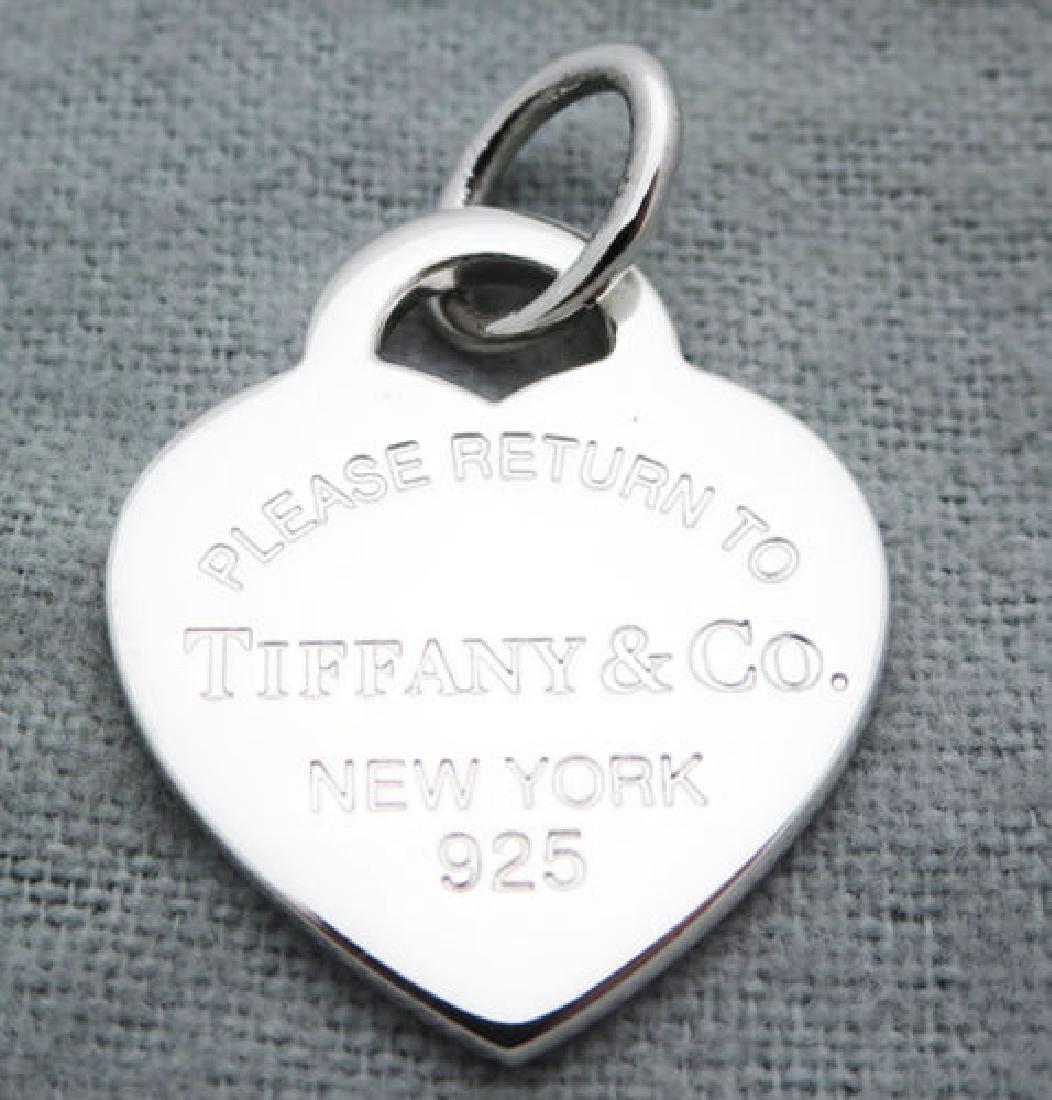 PLEASE RETURN TO
TIFFANY & CO.
NEW YORK
925